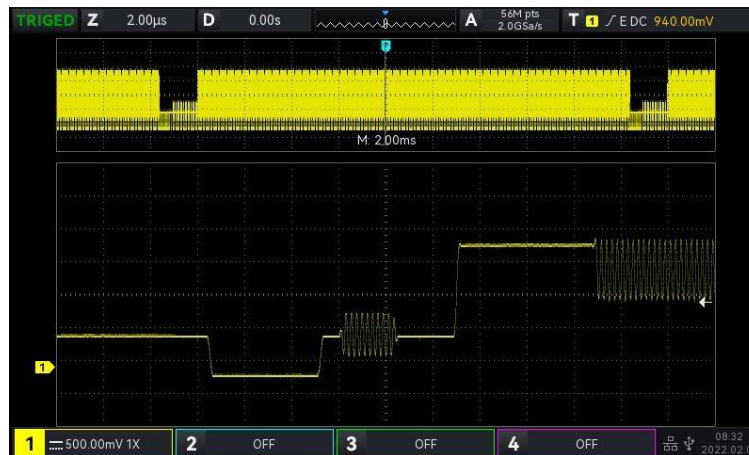 TRIGED Z 2.00μs D 0.00s A 56M pts 2.0GSa/s T 1 E DC 940.00mV
T
M: 2.00ms
1
1 500.00mV 1X 2 OFF 3 OFF 4 OFF 08:32